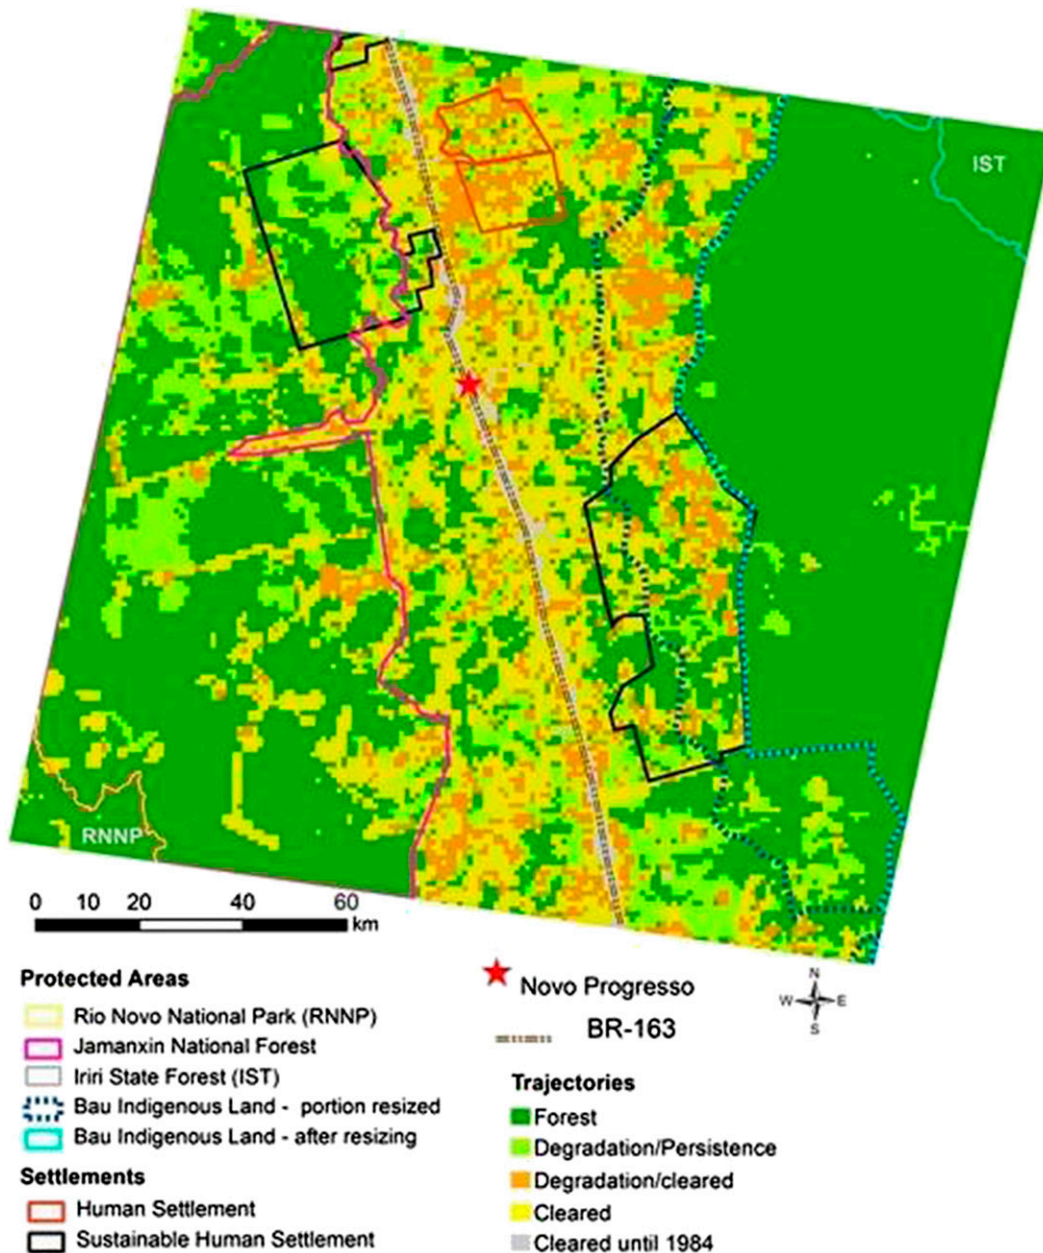 IST
RNNP
0 10 20 40 60
km
Protected Areas
Rio Novo National Park (RNNP)
Jamanxin National Forest
Iriri State Forest (IST)
Bau Indigenous Land - portion resized
Bau Indigenous Land - after resizing
Settlements
Human Settlement
Sustainable Human Settlement
Novo Progresso
BR-163
N
W E
S
Trajectories
Forest
Degradation/Persistence
Degradation/cleared
Cleared
Cleared until 1984